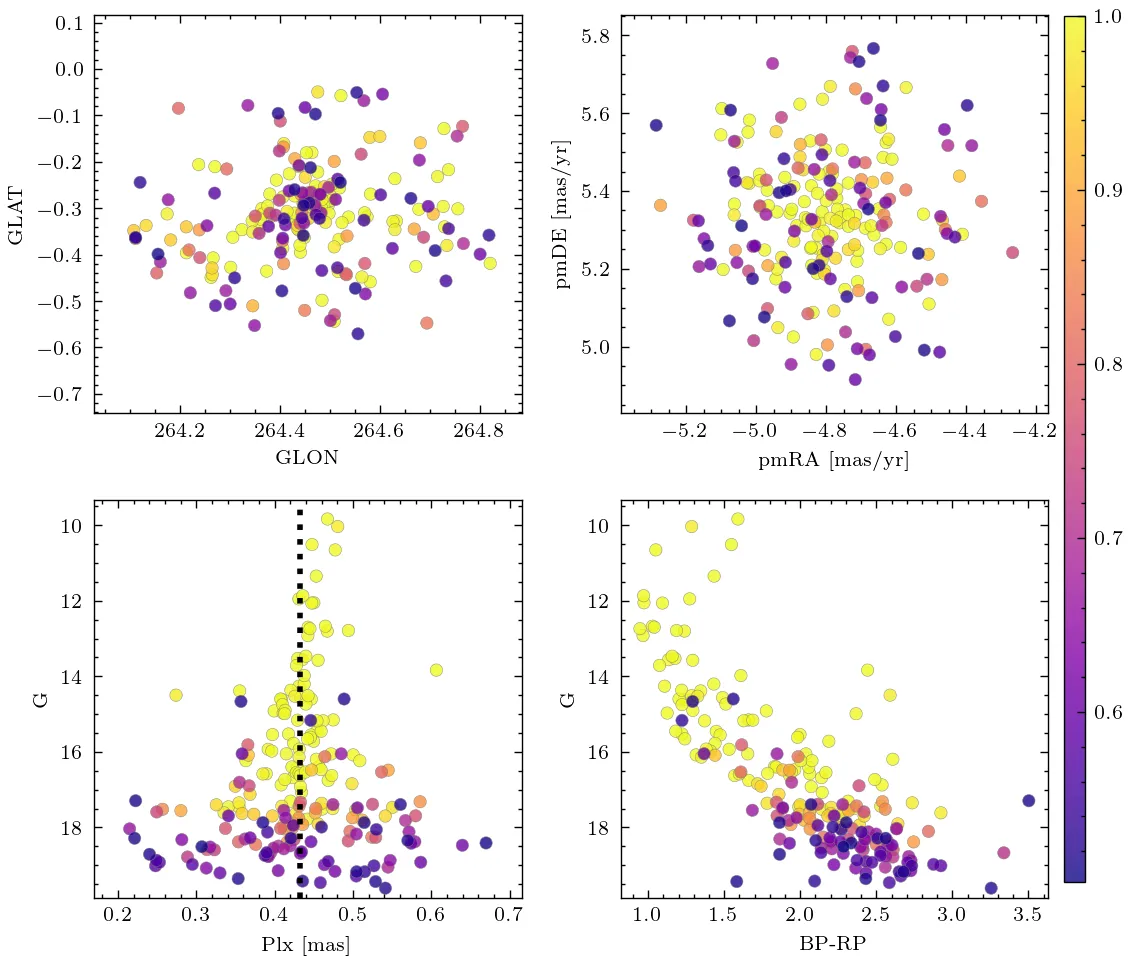 0.1
0.0
−0.1
−0.2
−0.3
−0.4
−0.5
−0.6
−0.7
GLAT
264.2 264.4 264.6 264.8
GLON
5.8
5.6
5.4
5.2
5.0
pmDE [mas/yr]
−5.2 −5.0 −4.8 −4.6 −4.4 −4.2
pmRA [mas/yr]
1.0
0.9
0.8
0.7
0.6
10
12
14
16
18
G
0.2 0.3 0.4 0.5 0.6 0.7
Plx [mas]
10
12
14
16
18
G
1.0 1.5 2.0 2.5 3.0 3.5
BP-RP